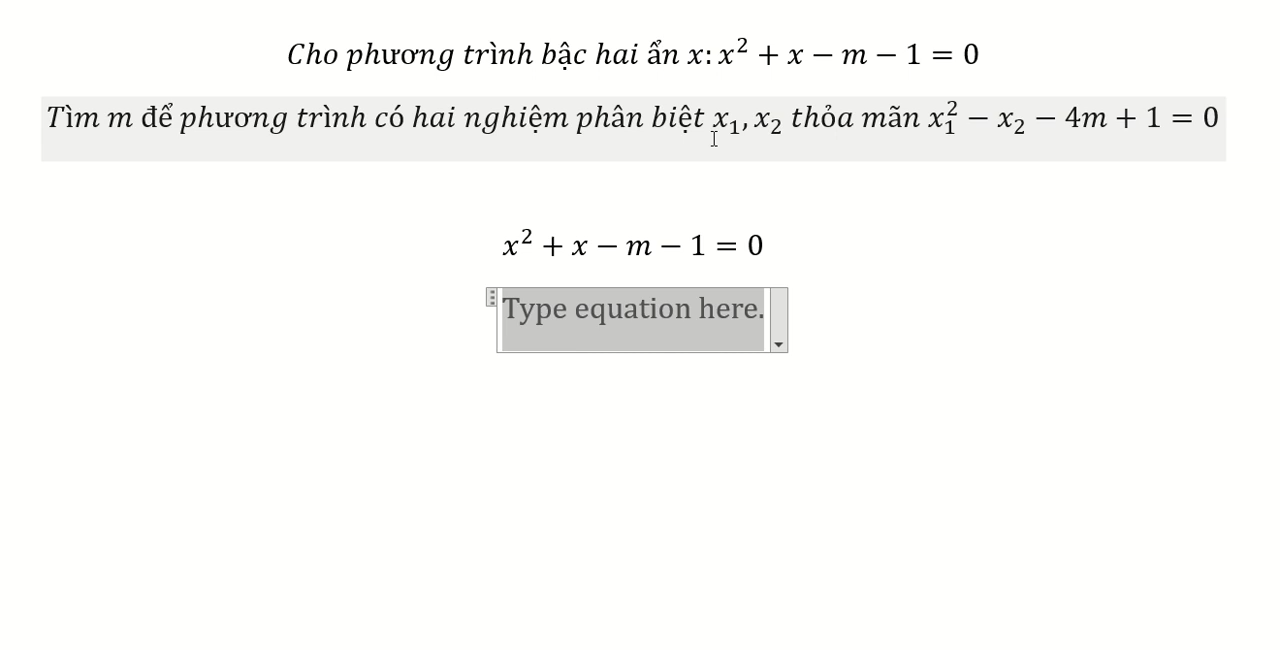 Cho phương trình bậc hai ẩn x: x² + x − m − 1 = 0
Tìm m để phương trình có hai nghiệm phân biệt x₁, x₂ thỏa mãn x₁² − x₂ − 4m + 1 = 0
x² + x − m − 1 = 0
Type equation here.